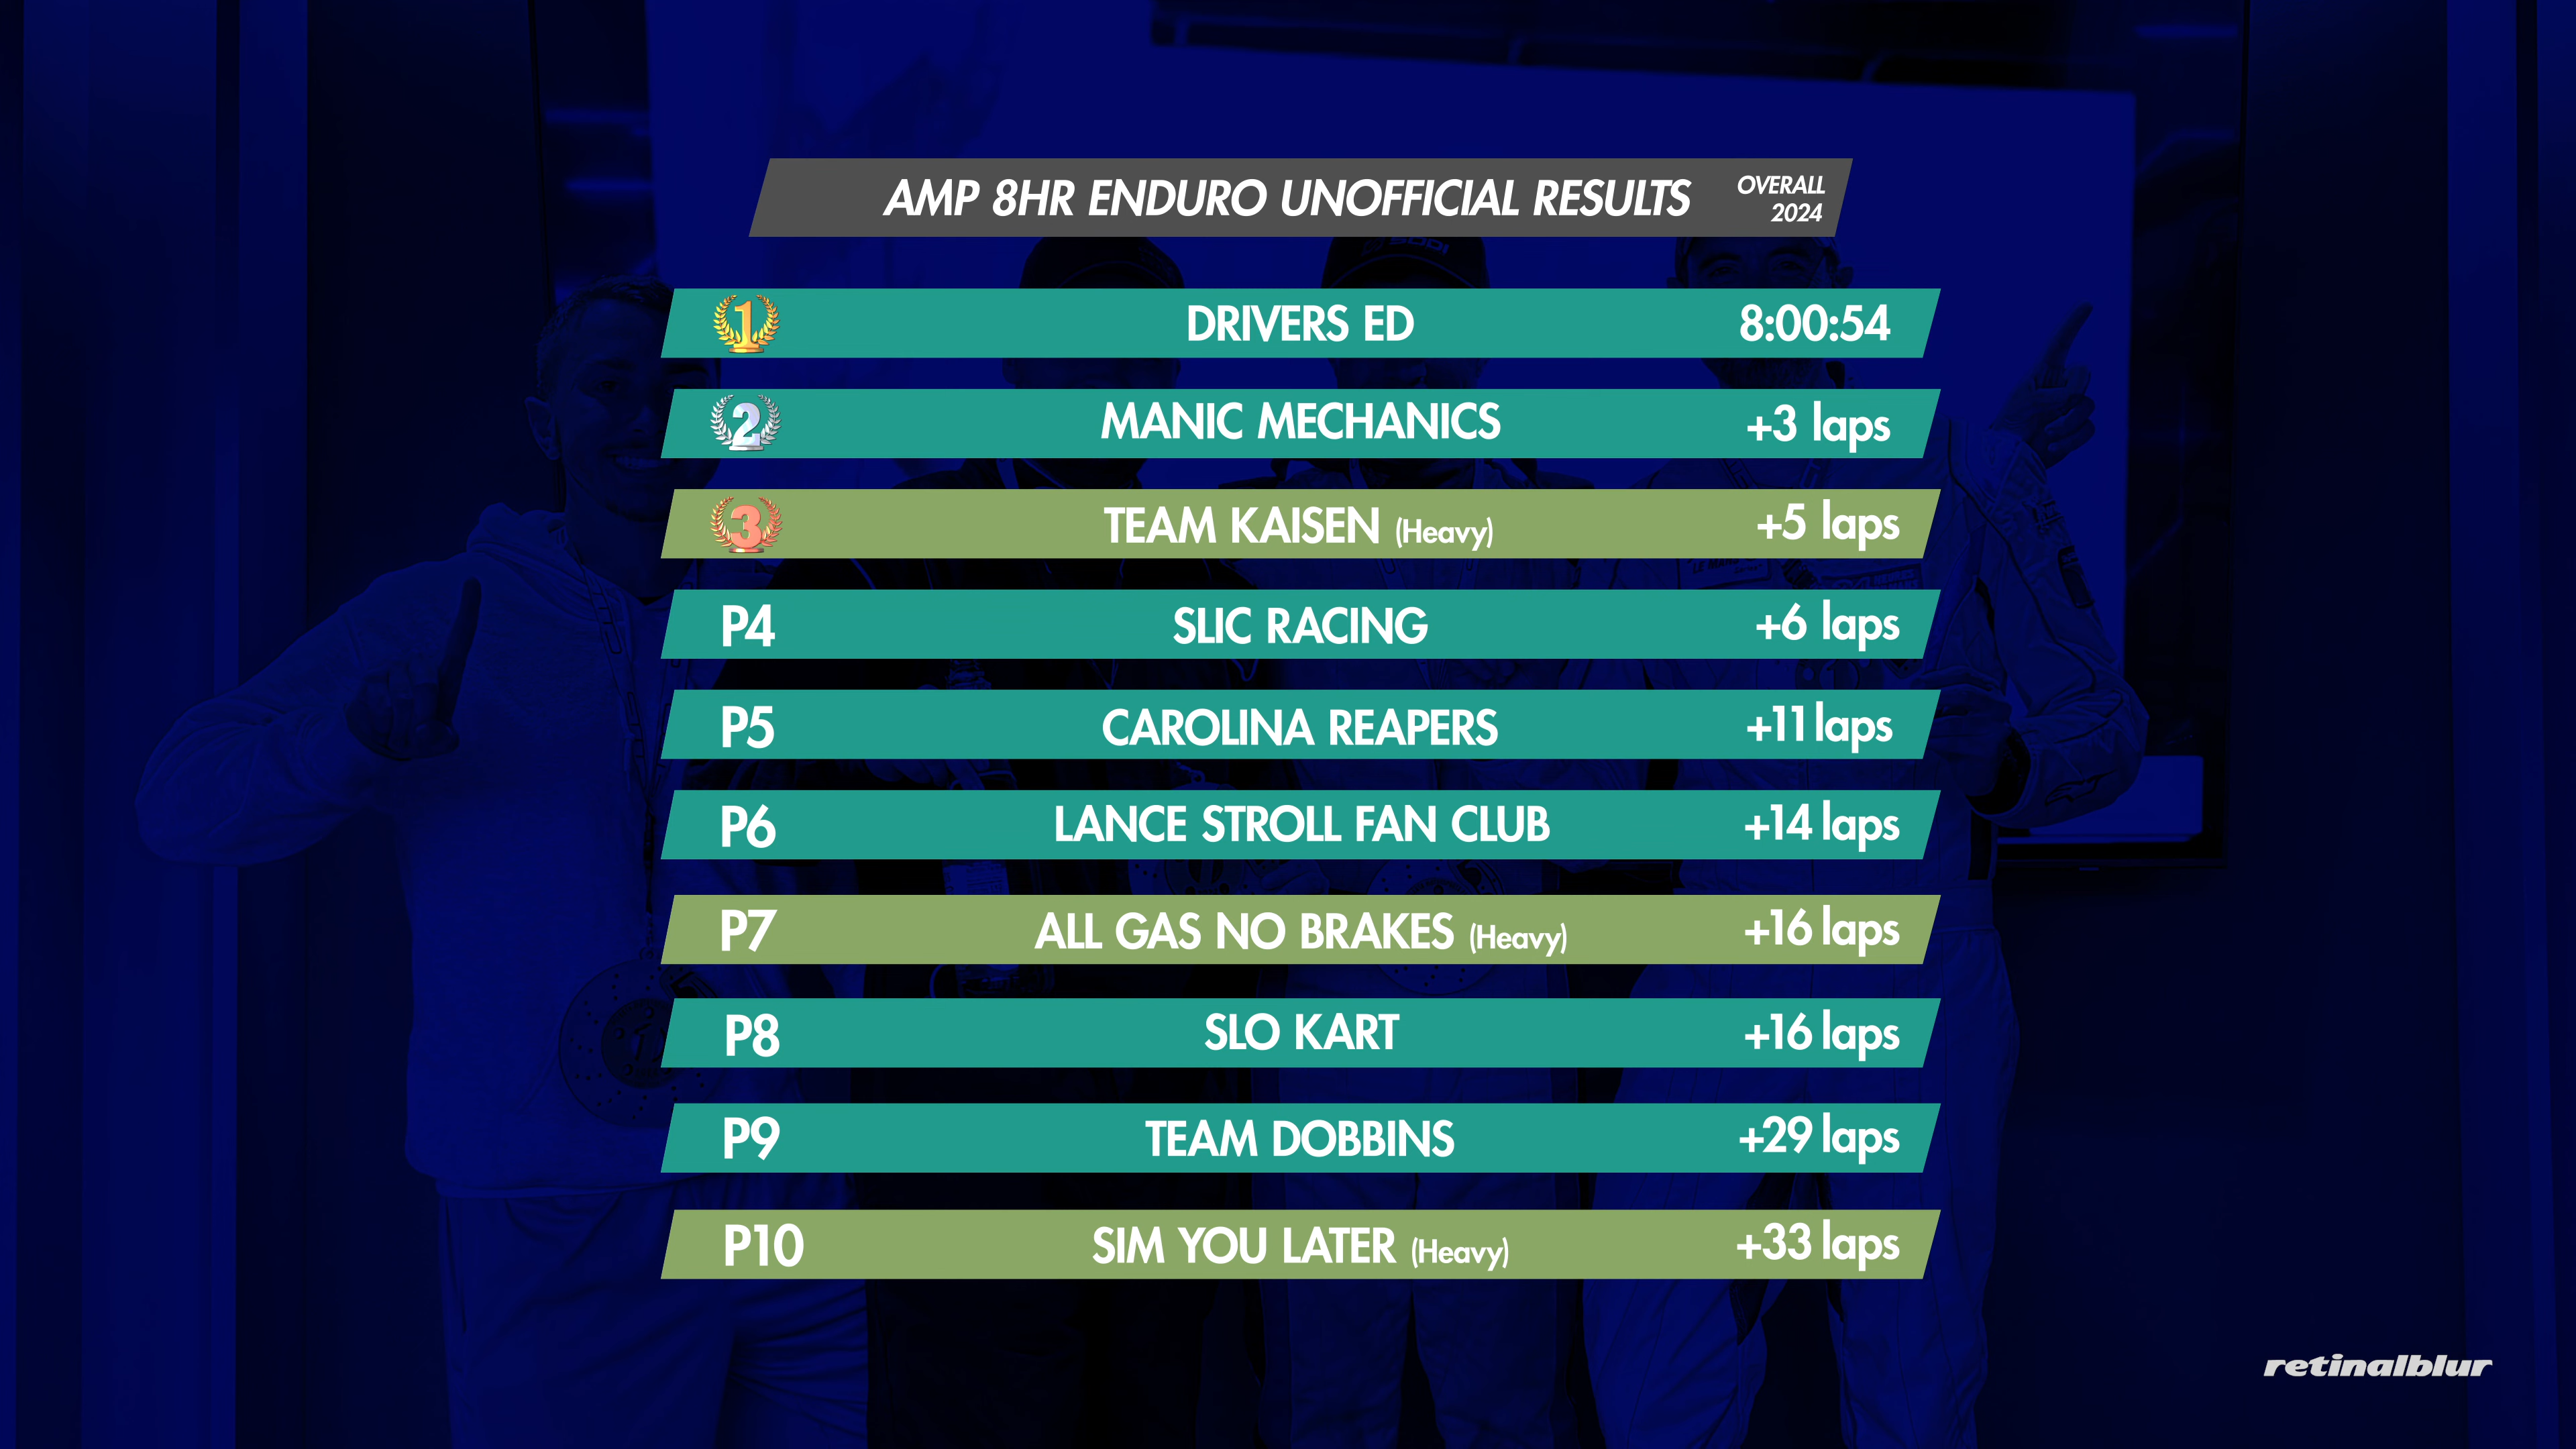 AMP 8HR ENDURO UNOFFICIAL RESULTS
OVERALL
2024
1 DRIVERS ED 8:00:54
2 MANIC MECHANICS +3 laps
3 TEAM KAISEN (Heavy) +5 laps
P4 SLIC RACING +6 laps
P5 CAROLINA REAPERS +11 laps
P6 LANCE STROLL FAN CLUB +14 laps
P7 ALL GAS NO BRAKES (Heavy) +16 laps
P8 SLO KART +16 laps
P9 TEAM DOBBINS +29 laps
P10 SIM YOU LATER (Heavy) +33 laps
retinalblur